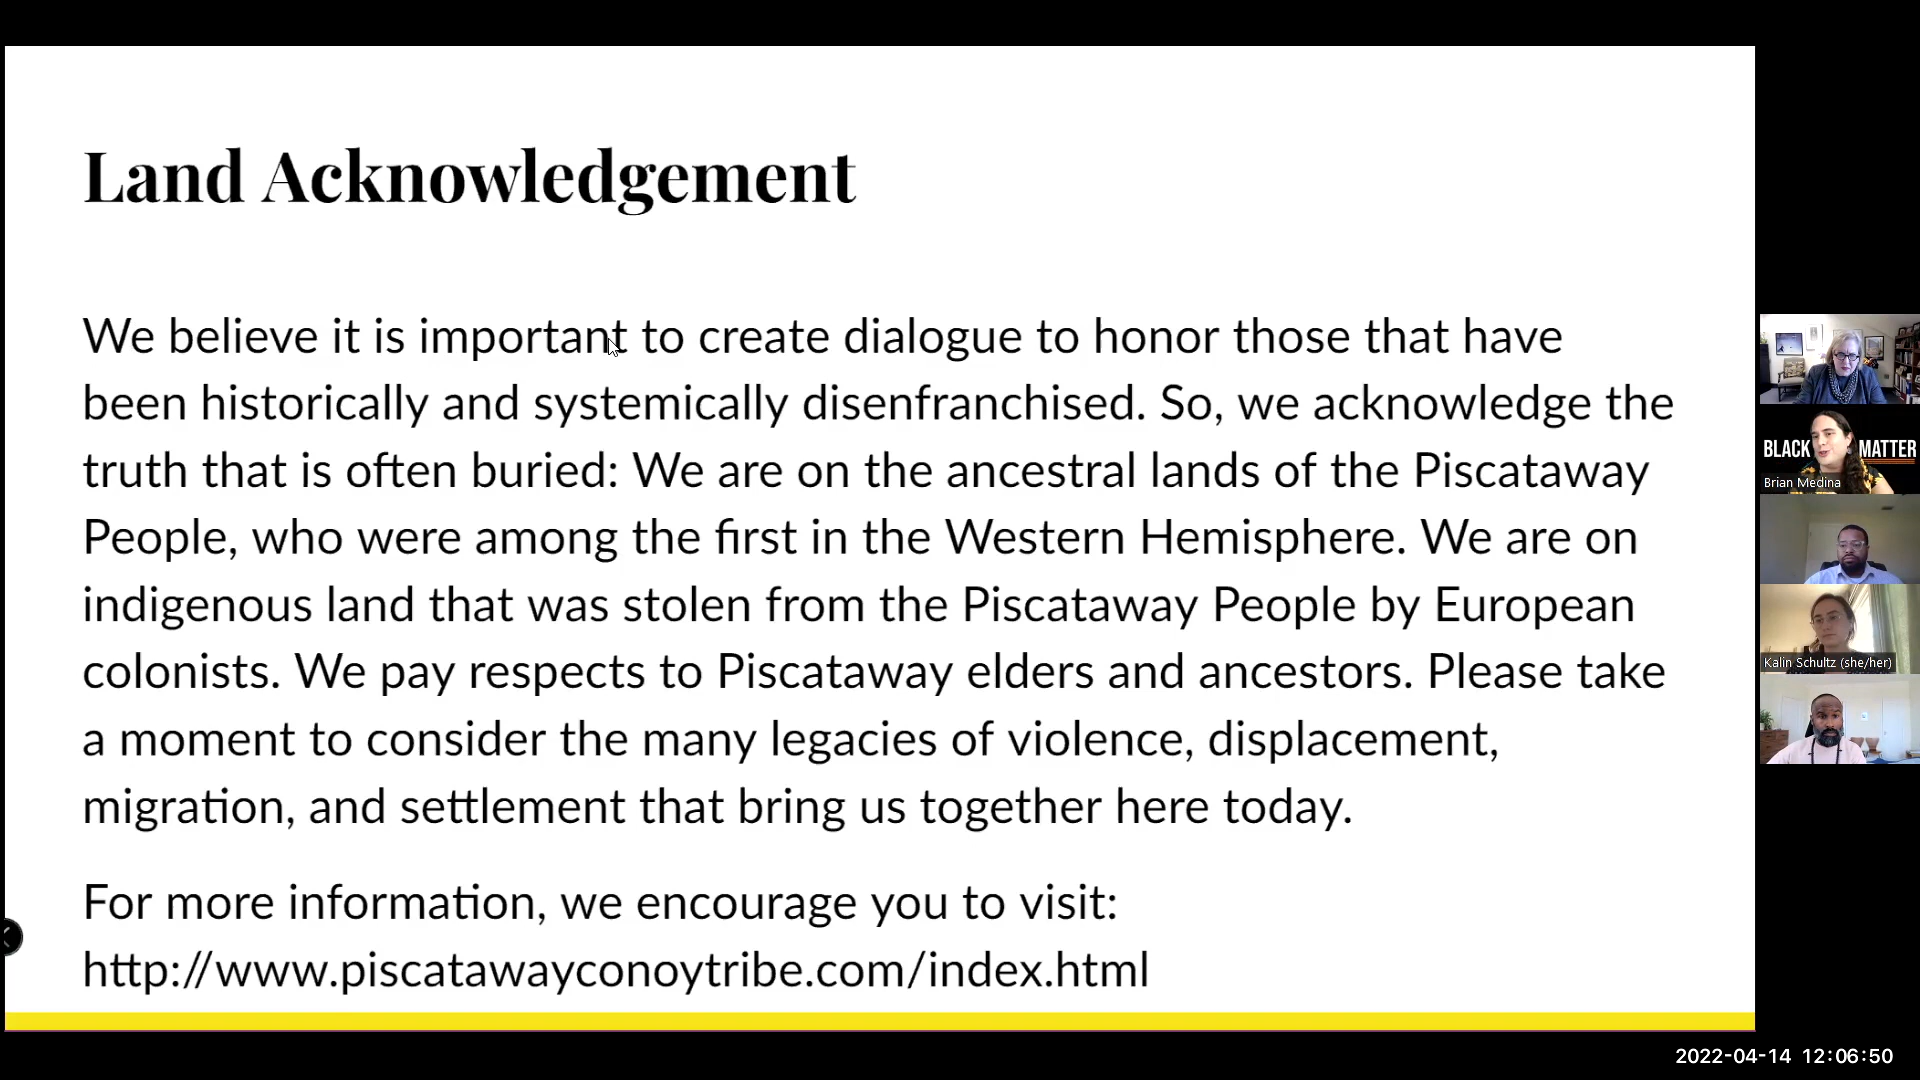 Land Acknowledgement
We believe it is important to create dialogue to honor those that have
been historically and systemically disenfranchised. So, we acknowledge the
truth that is often buried: We are on the ancestral lands of the Piscataway
People, who were among the first in the Western Hemisphere. We are on
indigenous land that was stolen from the Piscataway People by European
colonists. We pay respects to Piscataway elders and ancestors. Please take
a moment to consider the many legacies of violence, displacement,
migration, and settlement that bring us together here today.
For more information, we encourage you to visit:
http://www.piscatawayconoytribe.com/index.html
BLACK MATTER
Brian Medina
Kalin Schultz (she/her)
2022-04-14 12:06:50